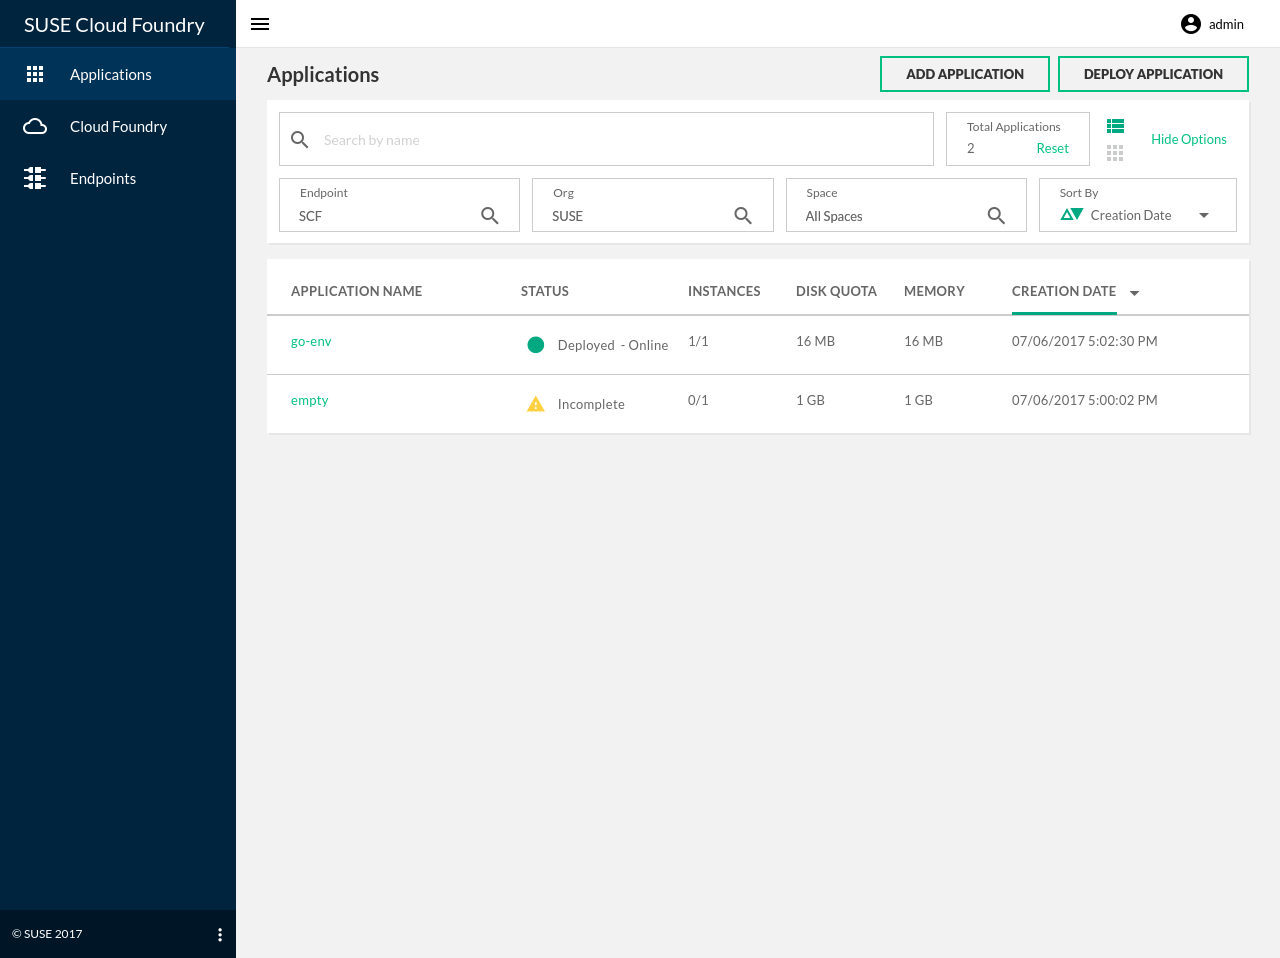 SUSE Cloud Foundry
admin
Applications
Cloud Foundry
Endpoints
© SUSE 2017
Applications
ADD APPLICATION
DEPLOY APPLICATION
Search by name
Total Applications
2 Reset
Hide Options
Endpoint
SCF
Org
SUSE
Space
All Spaces
Sort By
Creation Date
APPLICATION NAME STATUS INSTANCES DISK QUOTA MEMORY CREATION DATE
go-env Deployed - Online 1/1 16 MB 16 MB 07/06/2017 5:02:30 PM
empty Incomplete 0/1 1 GB 1 GB 07/06/2017 5:00:02 PM